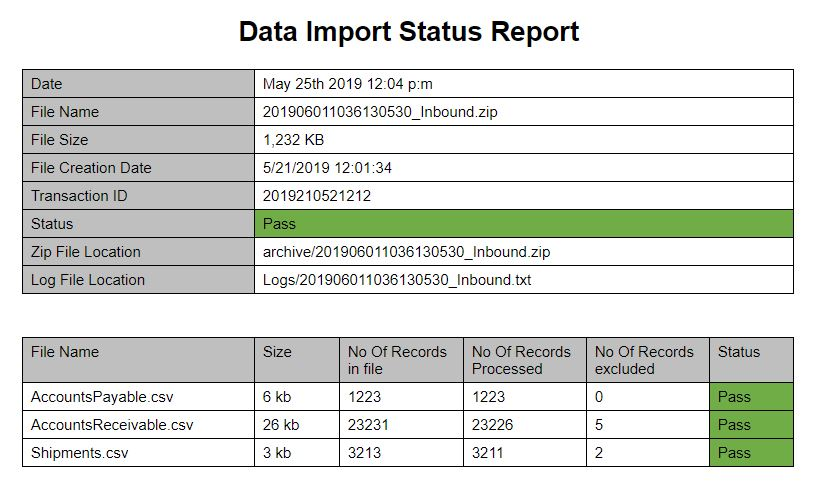 Data Import Status Report
Date May 25th 2019 12:04 p:m
File Name 201906011036130530_Inbound.zip
File Size 1,232 KB
File Creation Date 5/21/2019 12:01:34
Transaction ID 2019210521212
Status Pass
Zip File Location archive/201906011036130530_Inbound.zip
Log File Location Logs/201906011036130530_Inbound.txt
File Name Size No Of Records in file No Of Records Processed No Of Records excluded Status
AccountsPayable.csv 6 kb 1223 1223 0 Pass
AccountsReceivable.csv 26 kb 23231 23226 5 Pass
Shipments.csv 3 kb 3213 3211 2 Pass